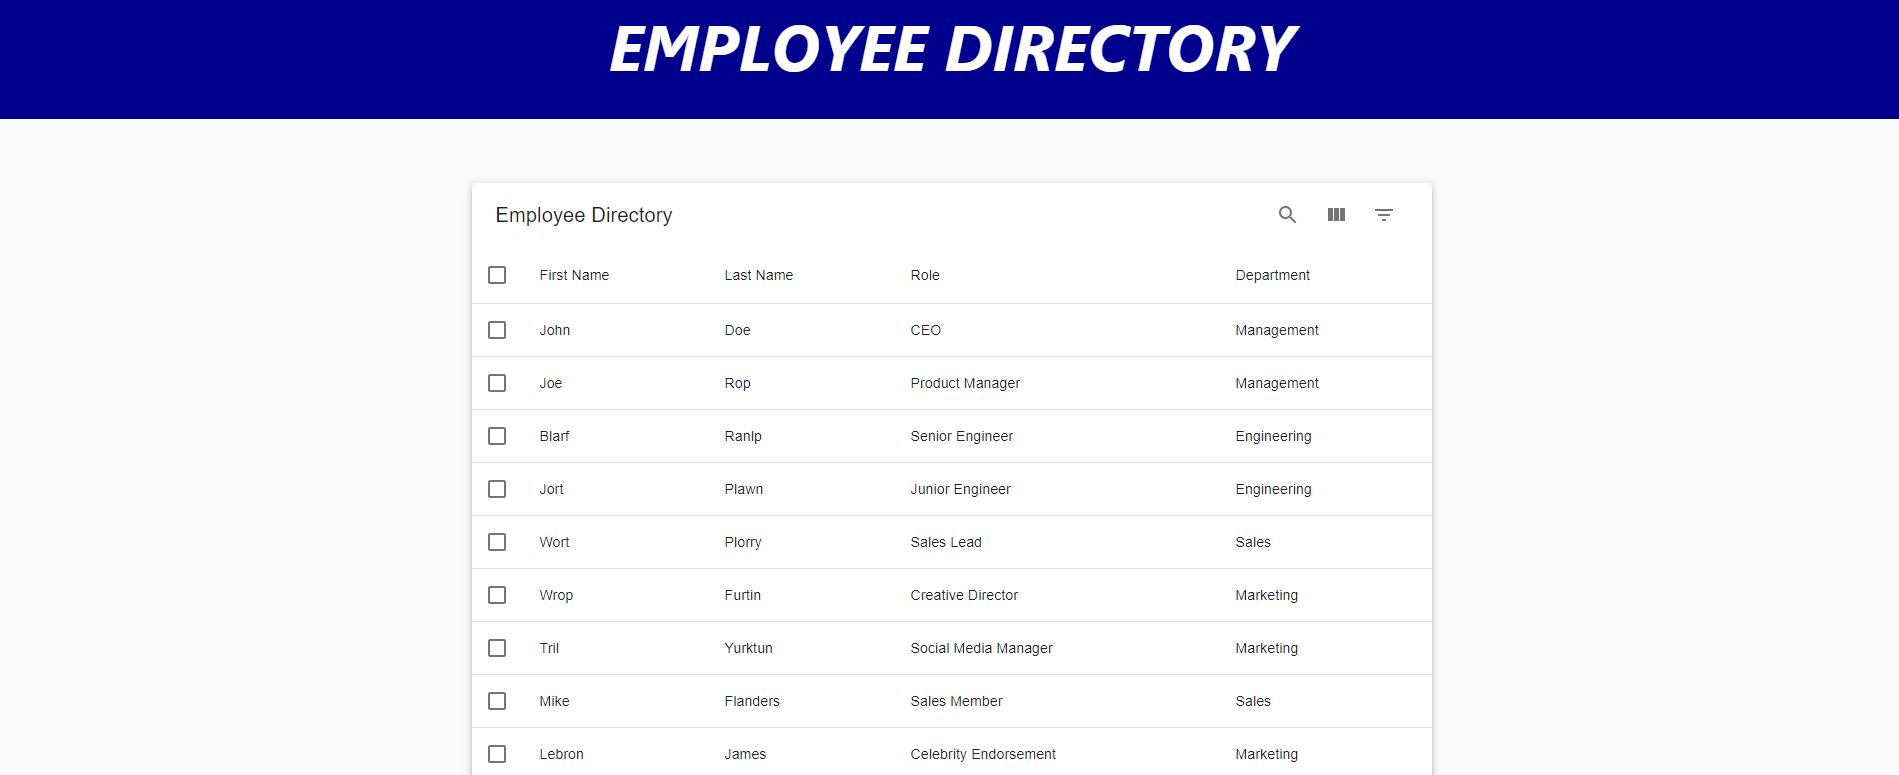 EMPLOYEE DIRECTORY
Employee Directory
First Name Last Name Role Department
John Doe CEO Management
Joe Rop Product Manager Management
Blarf Ranlp Senior Engineer Engineering
Jort Plawn Junior Engineer Engineering
Wort Plorry Sales Lead Sales
Wrop Furtin Creative Director Marketing
Tril Yurktun Social Media Manager Marketing
Mike Flanders Sales Member Sales
Lebron James Celebrity Endorsement Marketing